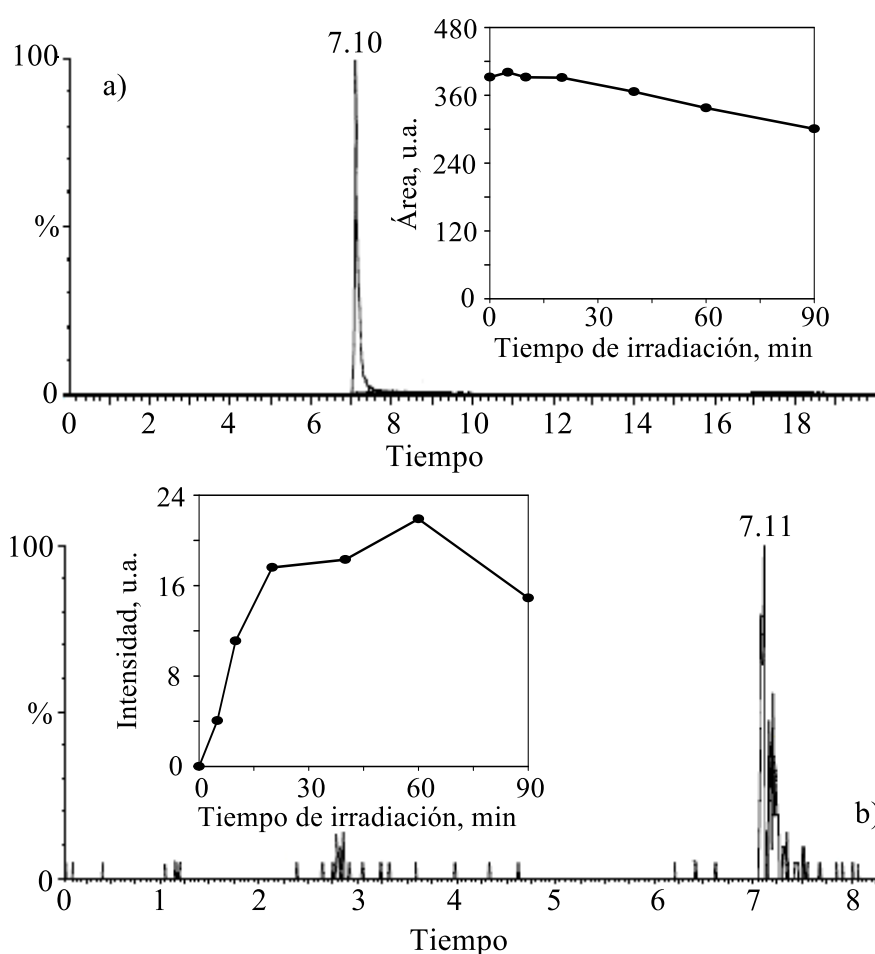 7.10
100
a)
%
0
0 2 4 6 8 10 12 14 16 18
Tiempo
480
360
240
120
0
Área, u.a.
0 30 60 90
Tiempo de irradiación, min
7.11
100
%
0
b)
0 1 2 3 4 5 6 7 8
Tiempo
24
16
8
0
Intensidad, u.a.
0 30 60 90
Tiempo de irradiación, min